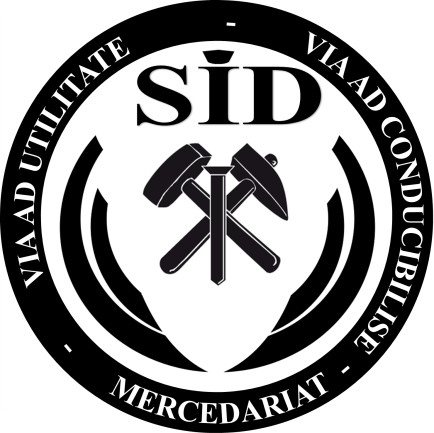 SID
VIA AD UTILITATE - VIA AD CONDUCIBILISE - MERCEDARIAT -